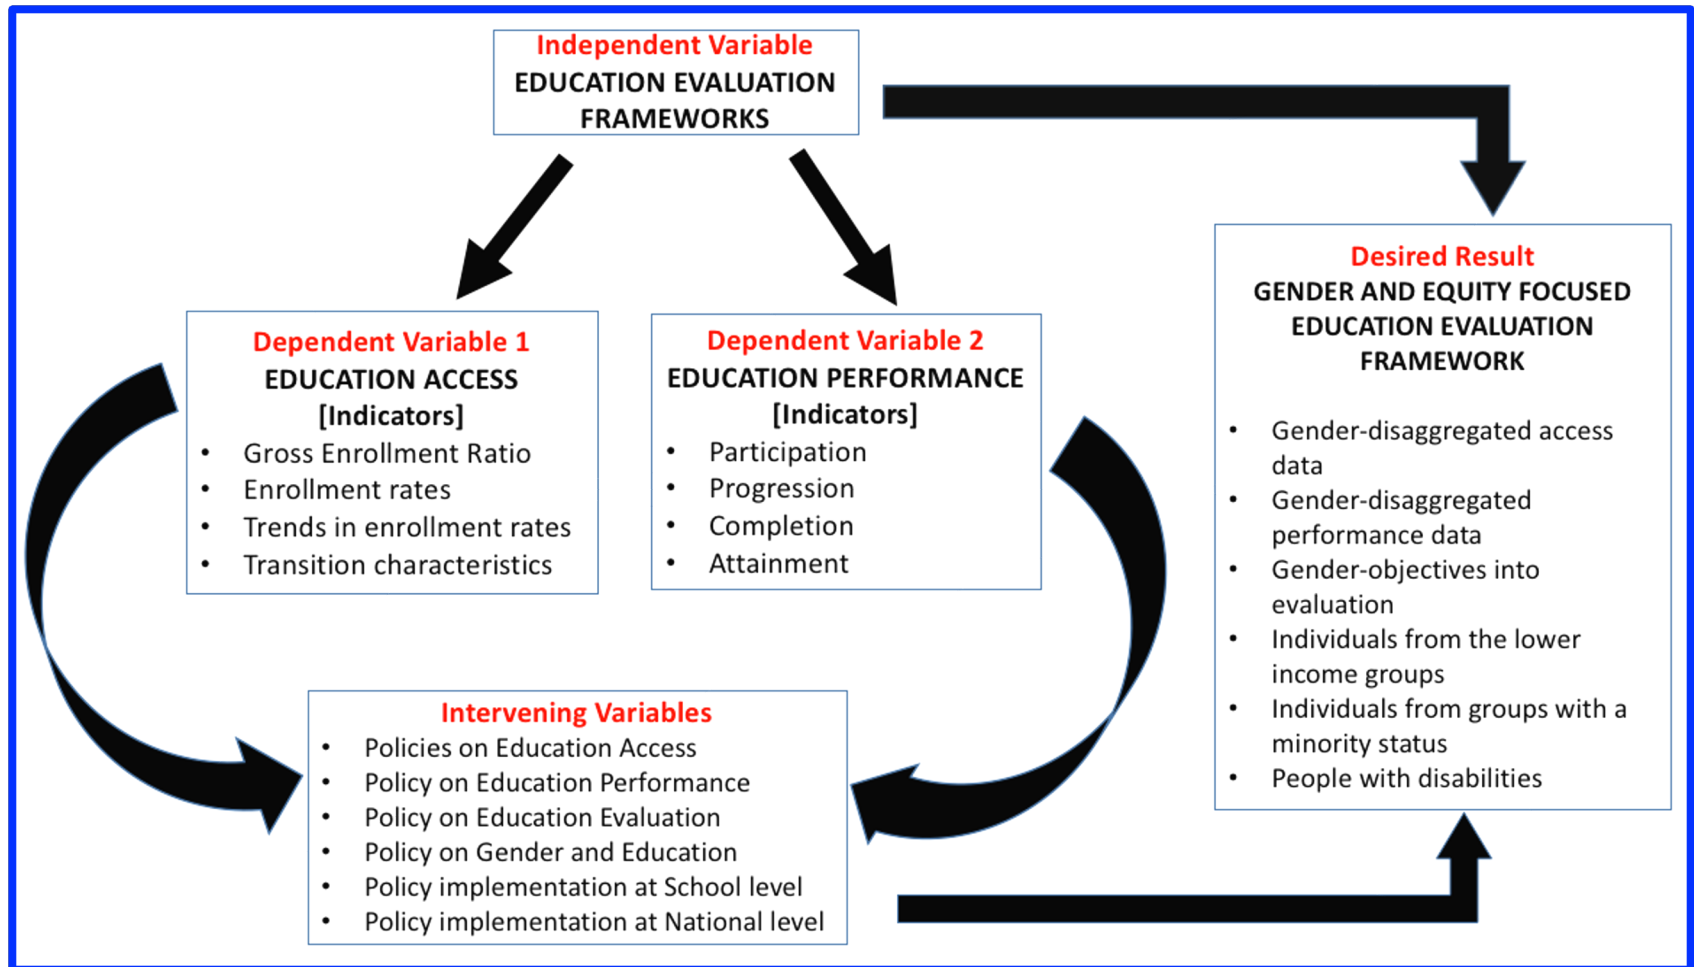 Independent Variable
EDUCATION EVALUATION
FRAMEWORKS
Dependent Variable 1
EDUCATION ACCESS
[Indicators]
• Gross Enrollment Ratio
• Enrollment rates
• Trends in enrollment rates
• Transition characteristics
Dependent Variable 2
EDUCATION PERFORMANCE
[Indicators]
• Participation
• Progression
• Completion
• Attainment
Desired Result
GENDER AND EQUITY FOCUSED
EDUCATION EVALUATION
FRAMEWORK
• Gender-disaggregated access
data
• Gender-disaggregated
performance data
• Gender-objectives into
evaluation
• Individuals from the lower
income groups
• Individuals from groups with a
minority status
• People with disabilities
Intervening Variables
• Policies on Education Access
• Policy on Education Performance
• Policy on Education Evaluation
• Policy on Gender and Education
• Policy implementation at School level
• Policy implementation at National level